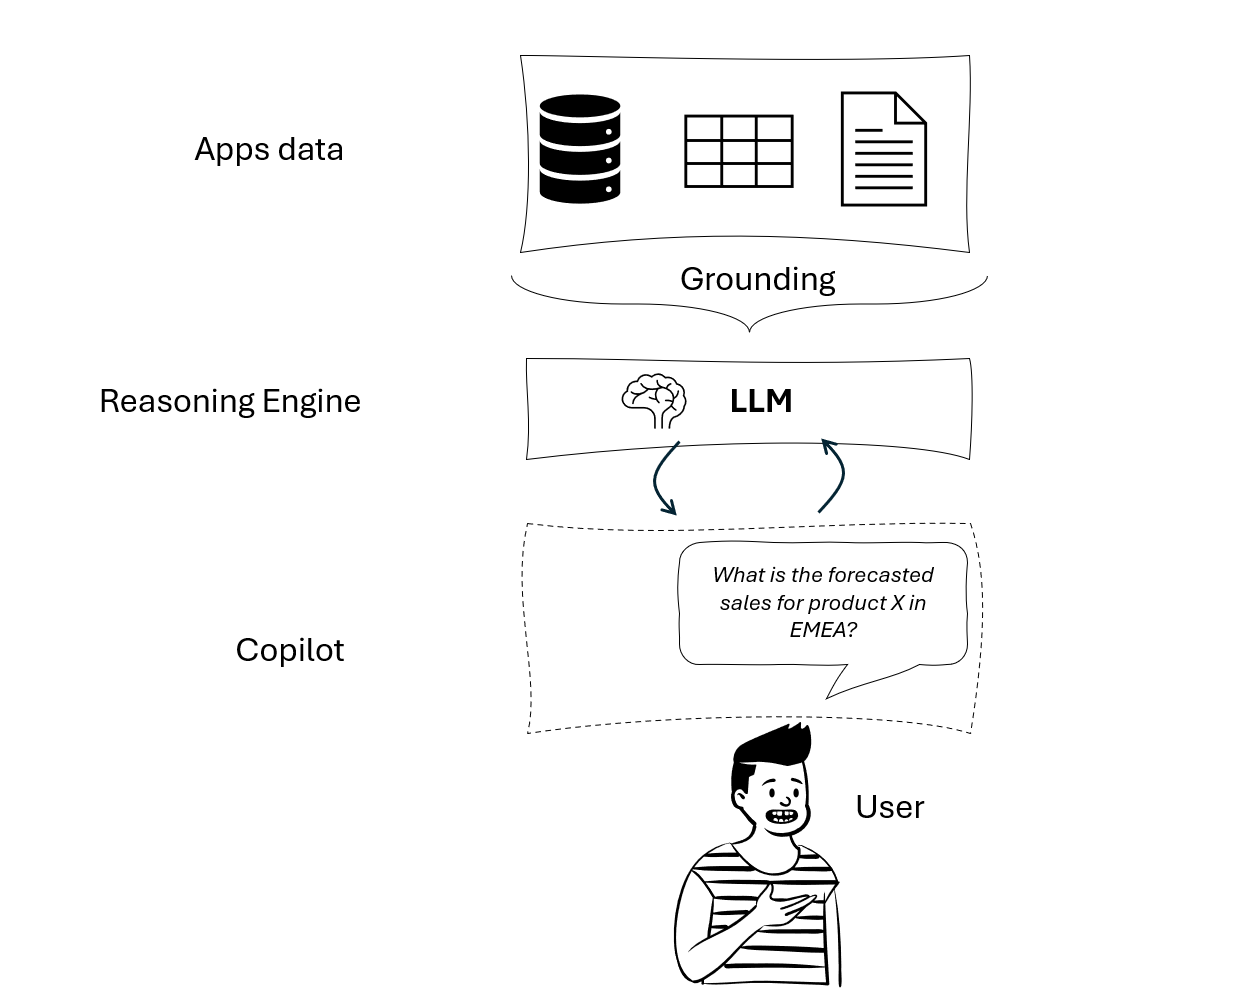 Apps data
Grounding
Reasoning Engine
LLM
Copilot
What is the forecasted
sales for product X in
EMEA?
User